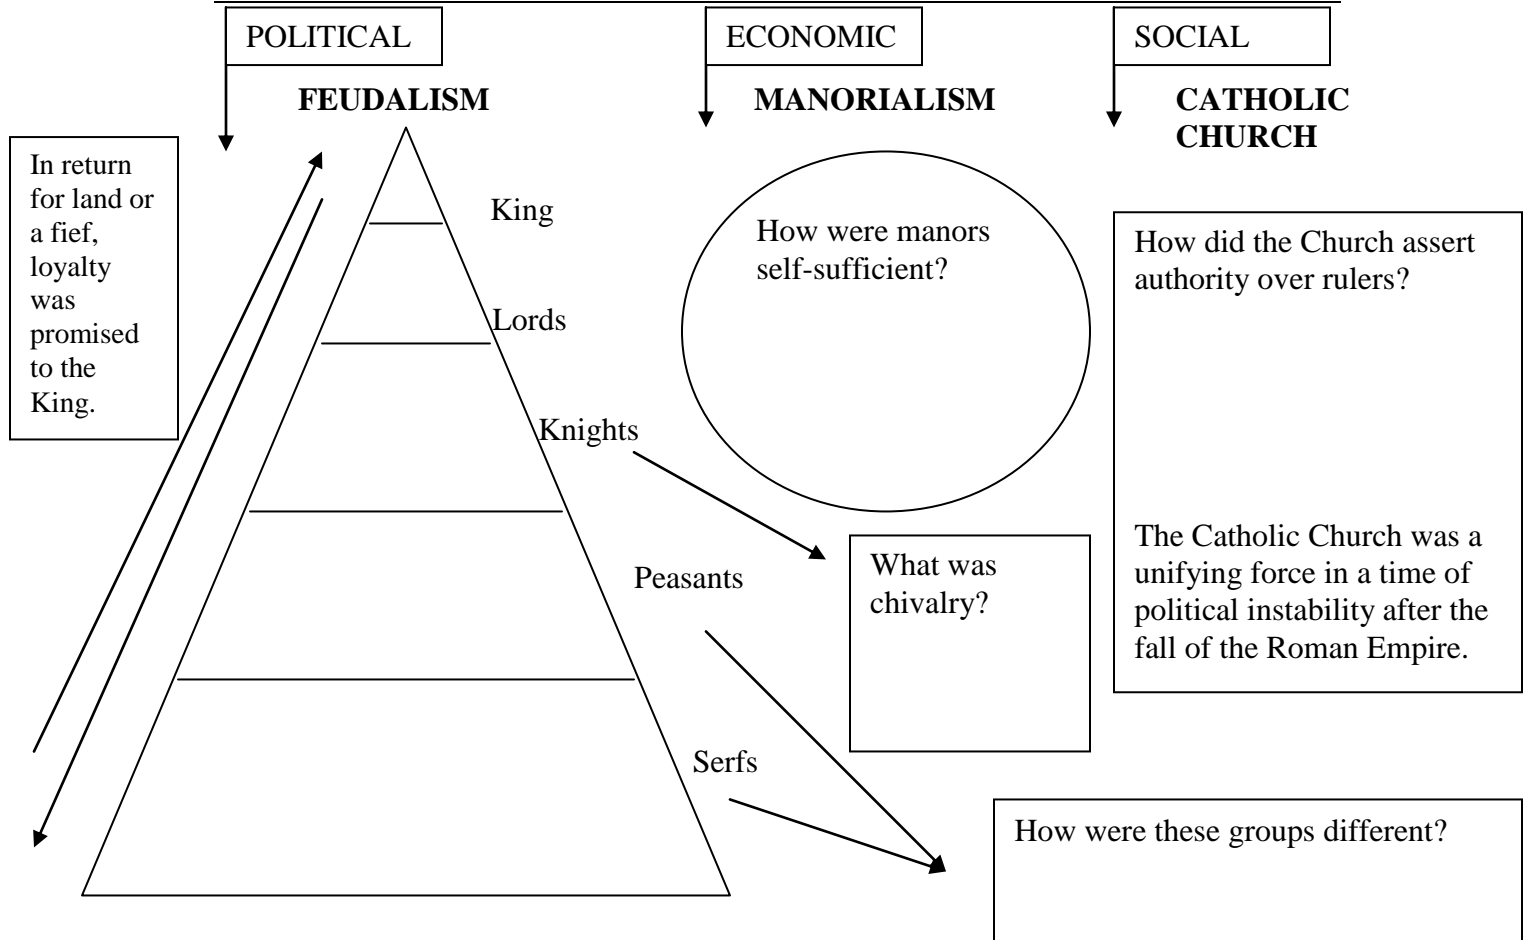 POLITICAL
ECONOMIC
SOCIAL
FEUDALISM
MANORIALISM
CATHOLIC
CHURCH
In return
for land or
a fief,
loyalty
was
promised
to the
King.
King
Lords
Knights
Peasants
Serfs
How were manors
self-sufficient?
What was
chivalry?
How did the Church assert
authority over rulers?
The Catholic Church was a
unifying force in a time of
political instability after the
fall of the Roman Empire.
How were these groups different?